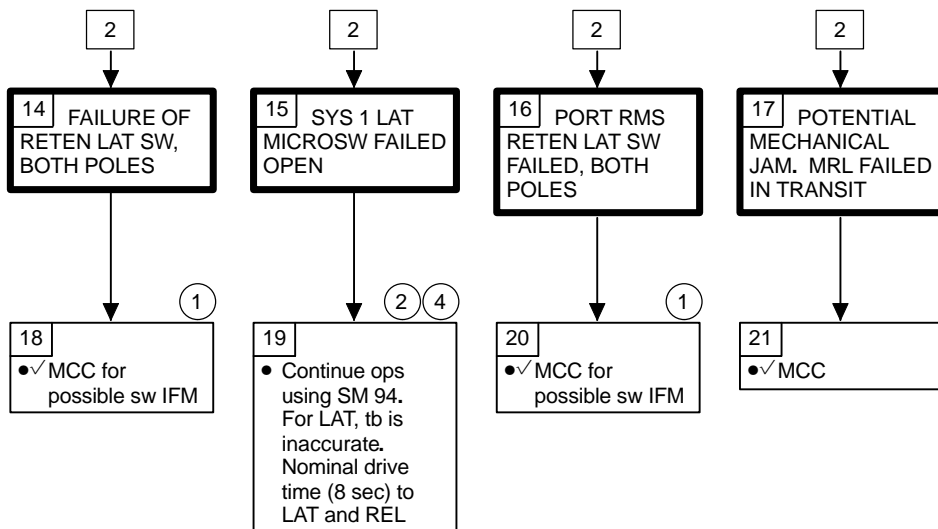 2
2
2
2
14 FAILURE OF
RETEN LAT SW,
BOTH POLES
15 SYS 1 LAT
MICROSW FAILED
OPEN
16 PORT RMS
RETEN LAT SW
FAILED, BOTH
POLES
17 POTENTIAL
MECHANICAL
JAM. MRL FAILED
IN TRANSIT
1
18
●√ MCC for
possible sw IFM
2 4
19
● Continue ops
using SM 94.
For LAT, tb is
inaccurate.
Nominal drive
time (8 sec) to
LAT and REL
1
20
●√ MCC for
possible sw IFM
21
●√ MCC